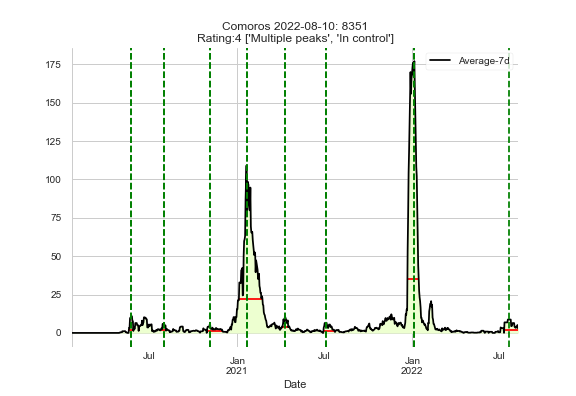 Comoros 2022-08-10: 8351
Rating:4 ['Multiple peaks', 'In control']
Average-7d
175
150
125
100
75
50
25
0
Jul
Jan
2021
Jul
Jan
2022
Jul
Date